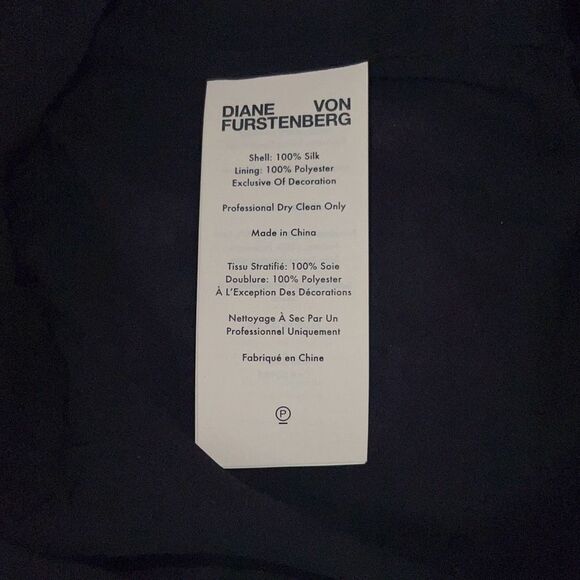 DIANE VON
FURSTENBERG
Shell: 100% Silk
Lining: 100% Polyester
Exclusive Of Decoration
Professional Dry Clean Only
Made in China
Tissu Stratifié: 100% Soie
Doublure: 100% Polyester
À L'Exception Des Décorations
Nettoyage À Sec Par Un
Professionnel Uniquement
Fabriqué en Chine
P